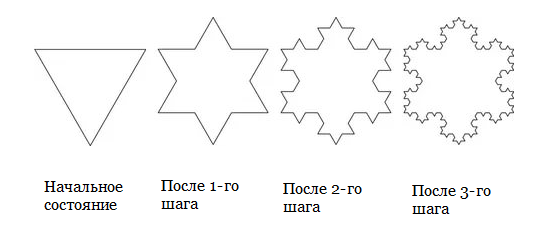 Начальное
состояние
После 1-го
шага
После 2-го
шага
После 3-го
шага